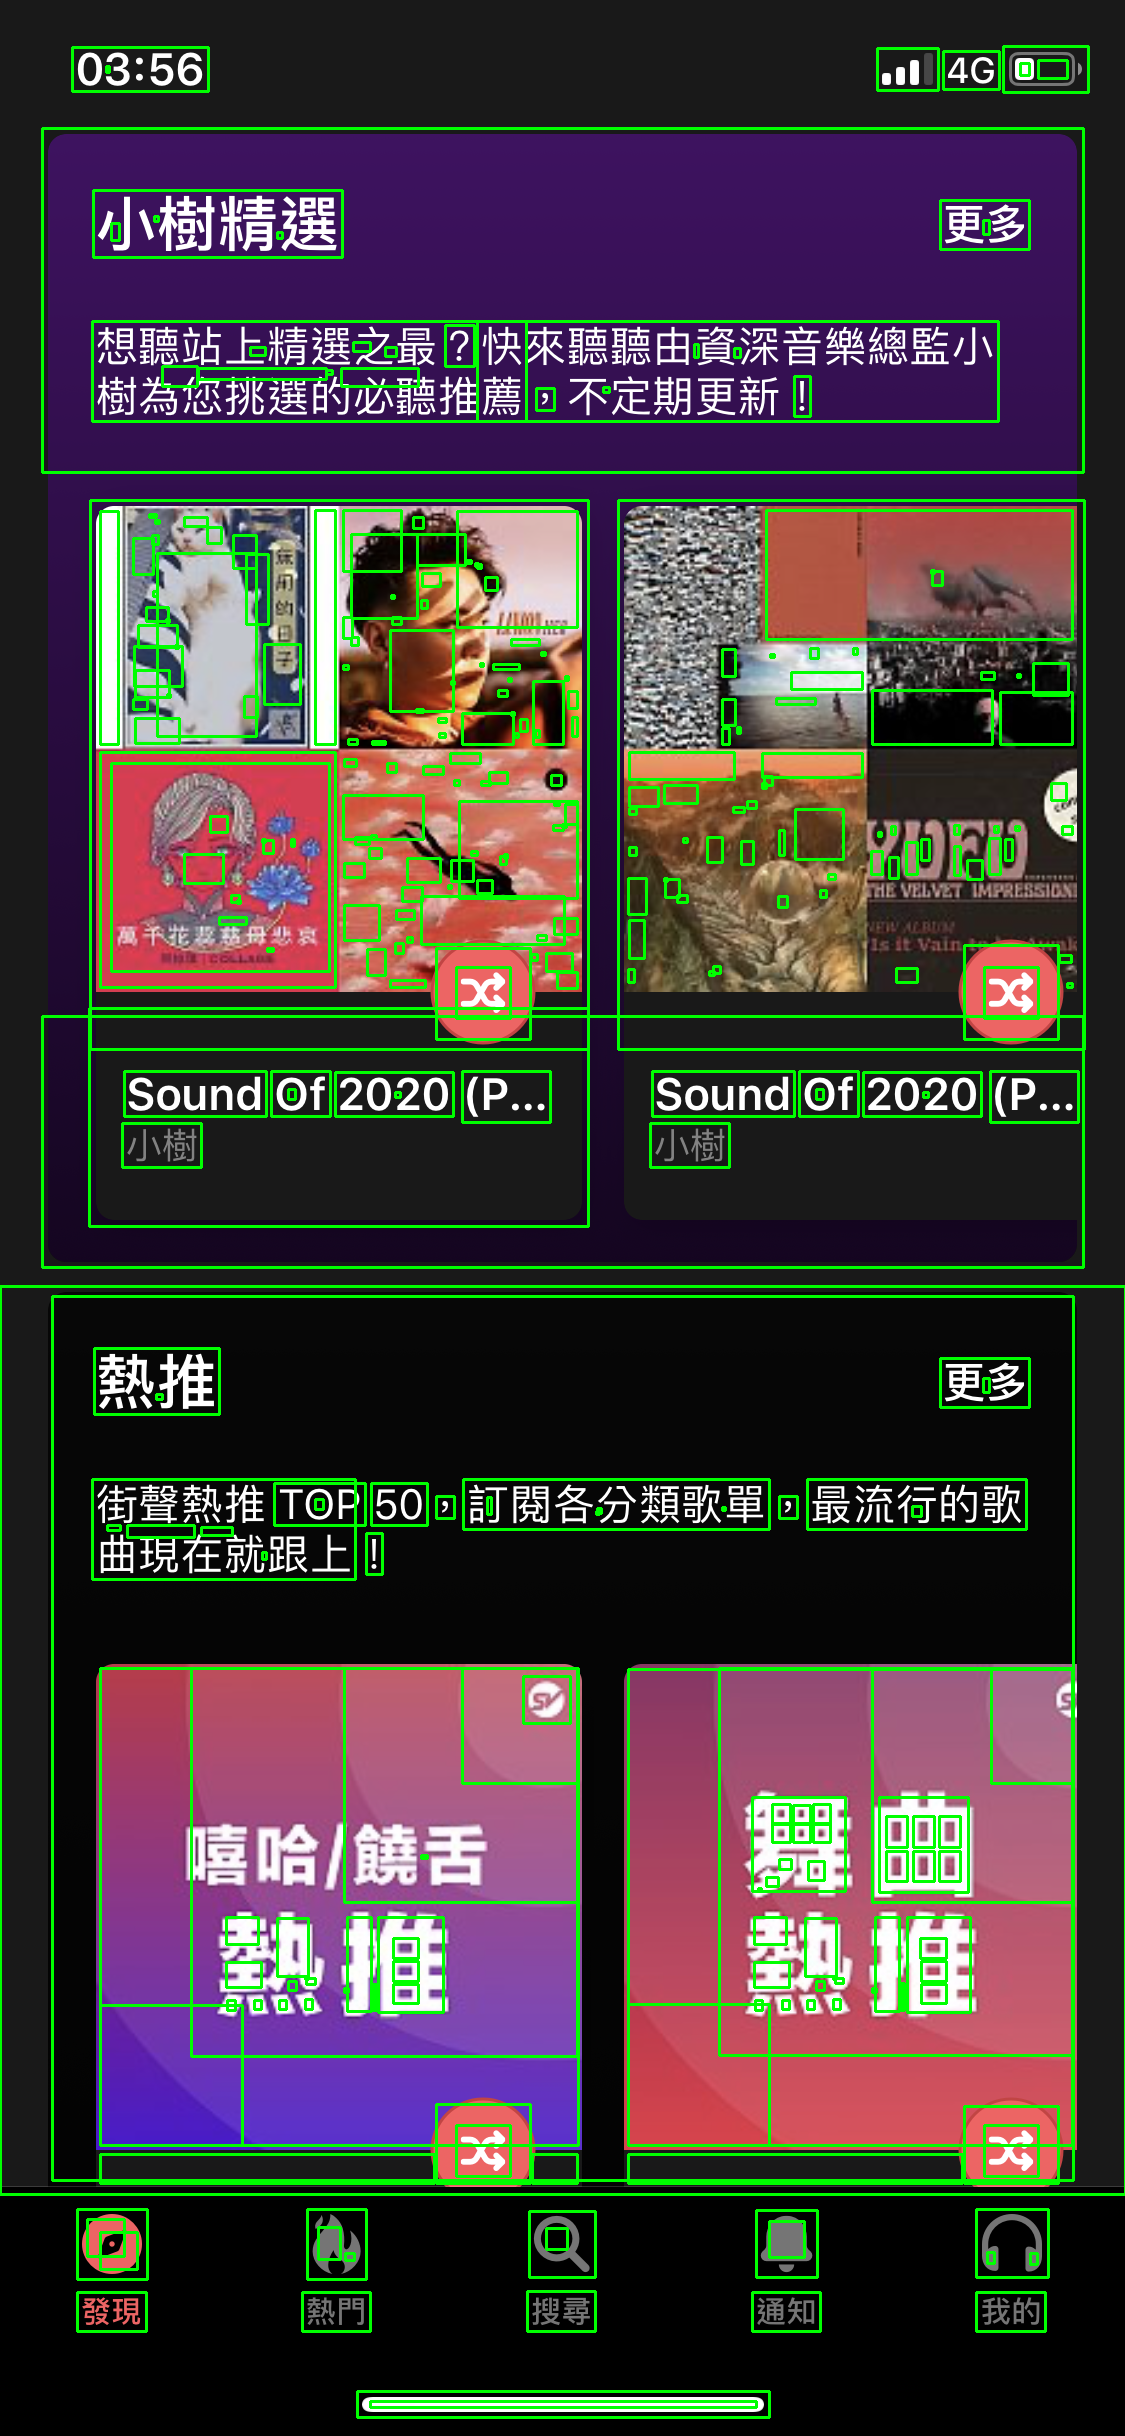 03:56
4G
小樹精選
更多
想聽站上精選之最？快來聽聽由資深音樂總監小
樹為您挑選的必聽推薦，不定期更新！
萬千花蕊慈母悲哀
THE VELVET IMPRESSION
NEW ALBUM
Sound Of 2020 (P...
小樹
Sound Of 2020 (P...
小樹
熱推
更多
街聲熱推 TOP 50，訂閱各分類歌單，最流行的歌
曲現在就跟上！
嘻哈/饒舌
熱推
舞曲
熱推
發現
熱門
搜尋
通知
我的